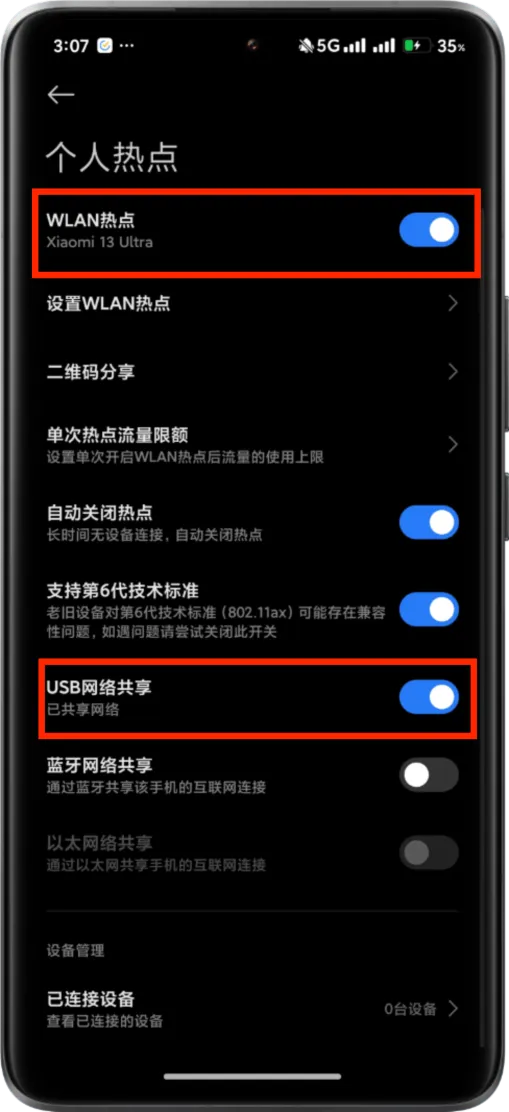 3:07 ··· 5G 35%
个人热点
WLAN热点
Xiaomi 13 Ultra
设置WLAN热点
二维码分享
单次热点流量限额
设置单次开启WLAN热点后流量的使用上限
自动关闭热点
长时间无设备连接，自动关闭热点
支持第6代技术标准
老旧设备对第6代技术标准（802.11ax）可能存在兼容
性问题，如遇问题请尝试关闭此开关
USB网络共享
已共享网络
蓝牙网络共享
通过蓝牙共享该手机的互联网连接
以太网络共享
通过以太网共享手机的互联网连接
设备管理
已连接设备
0台设备
查看已连接的设备